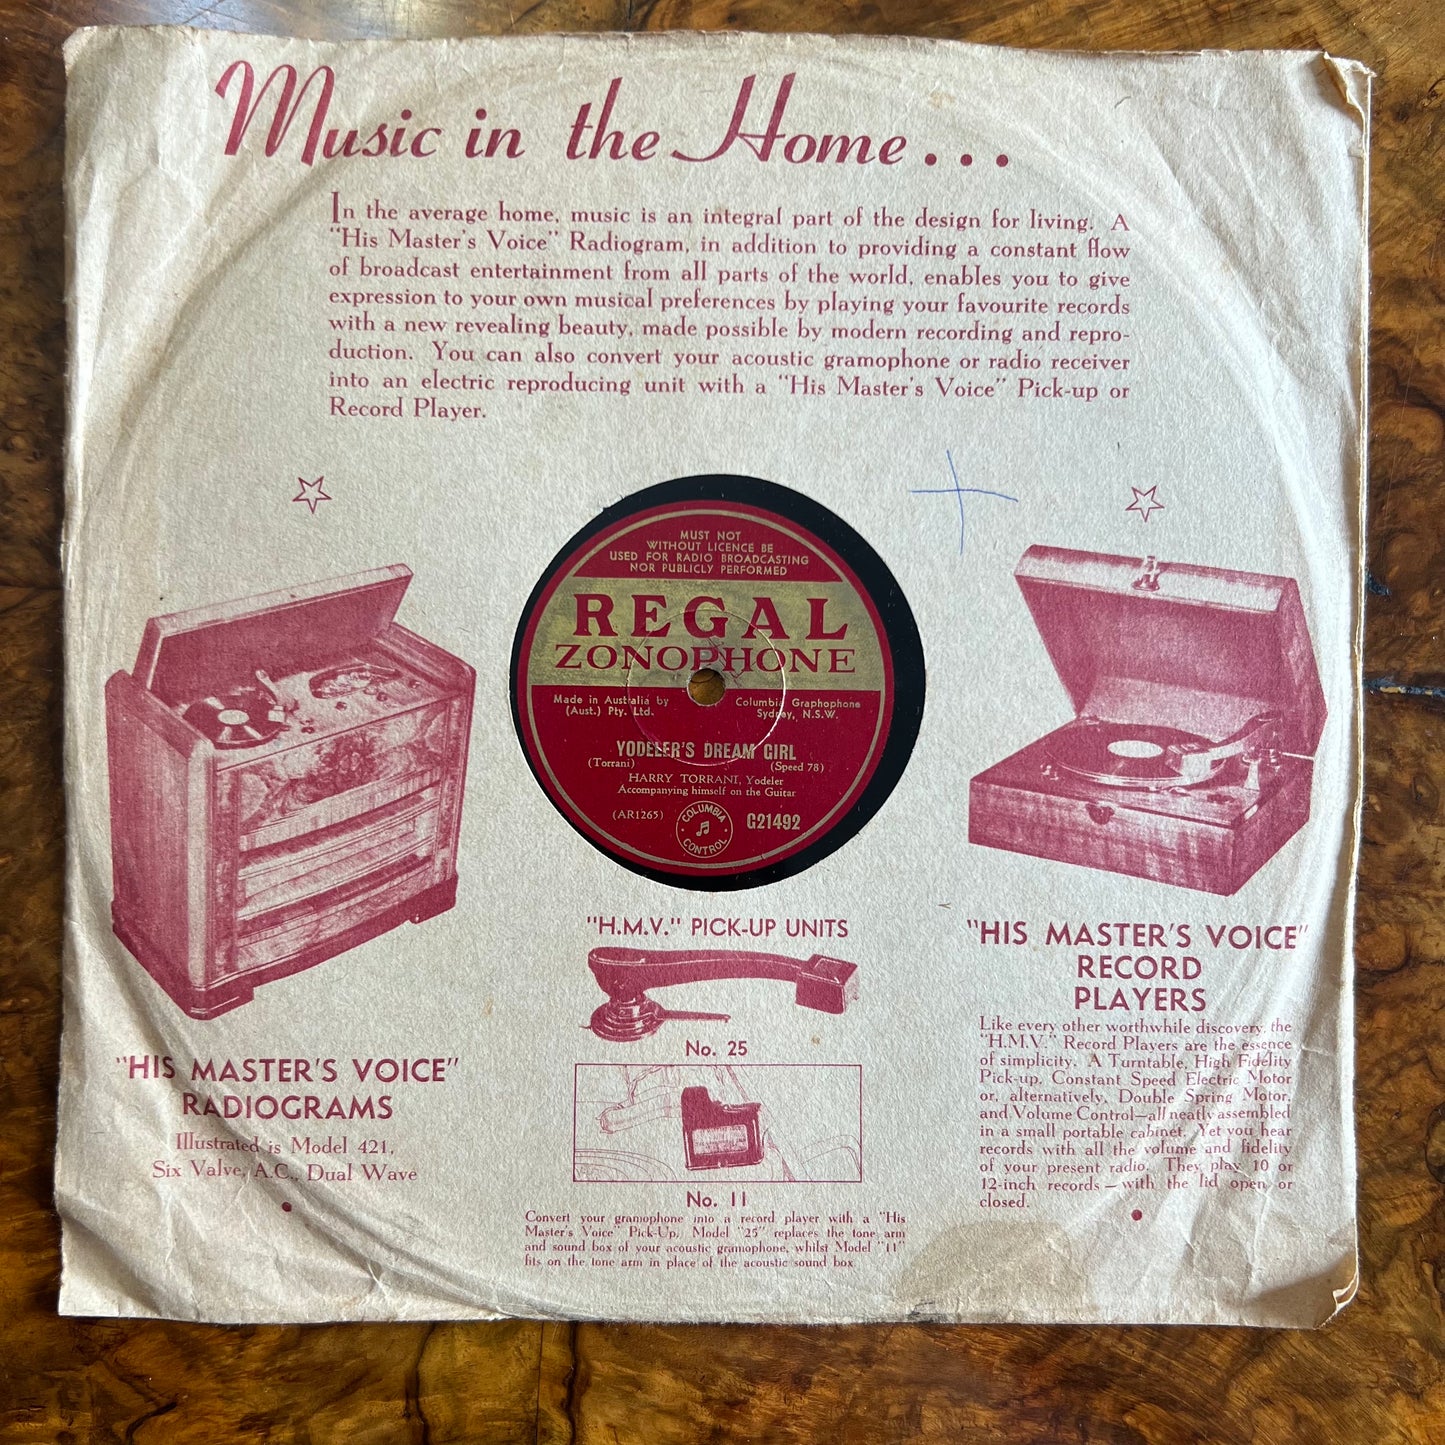 Music in the Home...
In the average home, music is an integral part of the design for living. A
"His Master's Voice" Radiogram, in addition to providing a constant flow
of broadcast entertainment from all parts of the world, enables you to give
expression to your own musical preferences by playing your favourite records
with a new revealing beauty, made possible by modern recording and repro-
duction. You can also convert your acoustic gramophone or radio receiver
into an electric reproducing unit with a "His Master's Voice" Pick-up or
Record Player.
MUST NOT
WITHOUT LICENCE BE
USED FOR RADIO BROADCASTING
NOR PUBLICLY PERFORMED
REGAL
ZONOPHONE
Made in Australia by Columbia Graphophone
(Aust.) Pty. Ltd. Sydney, N.S.W.
YODELER'S DREAM GIRL
(Torrani) (Speed 78)
HARRY TORRANI, Yodeler
Accompanying himself on the Guitar
(AR1265) COLUMBIA CONTROL G21492
"HIS MASTER'S VOICE"
RADIOGRAMS
Illustrated is Model 421,
Six Valve, A.C., Dual Wave
"H.M.V." PICK-UP UNITS
No. 25
No. 11
Convert your gramophone into a record player with a "His
Master's Voice" Pick-Up. Model "25" replaces the tone arm
and sound box of your acoustic gramophone, whilst Model "11"
fits on the tone arm in place of the acoustic sound box
"HIS MASTER'S VOICE"
RECORD
PLAYERS
Like every other worthwhile discovery, the
"H.M.V." Record Players are the essence
of simplicity. A Turntable, High Fidelity
Pick-up, Constant Speed Electric Motor
or, alternatively, Double Spring Motor,
and Volume Control—all neatly assembled
in a small portable cabinet. Yet you hear
records with all the volume and fidelity
of your present radio. They play 10 or
12-inch records—with the lid open or
closed.